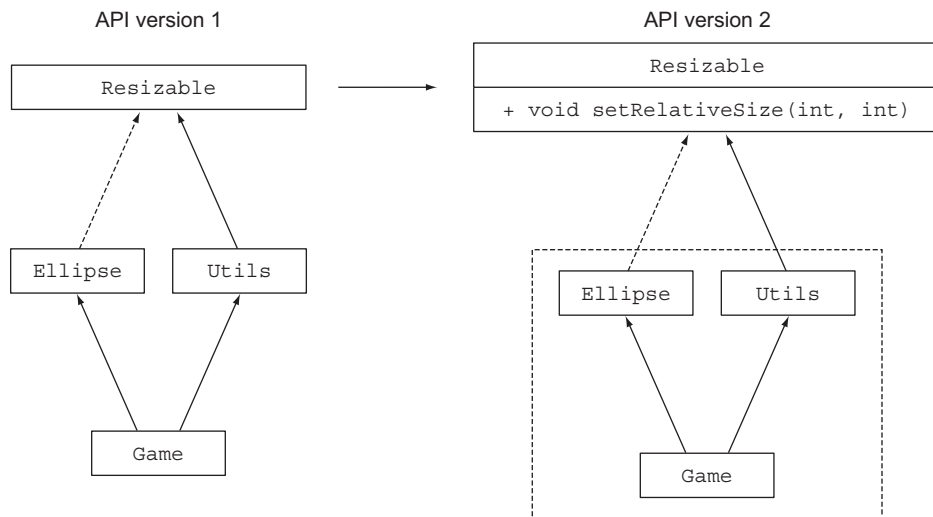 API version 1
Resizable
Ellipse
Utils
Game
API version 2
Resizable
+ void setRelativeSize(int, int)
Ellipse
Utils
Game